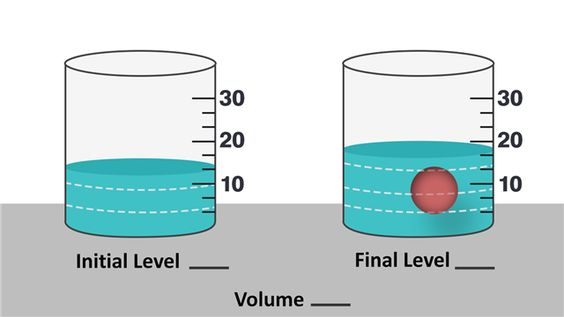 30
20
10
30
20
10
Initial Level ____
Final Level ____
Volume ____